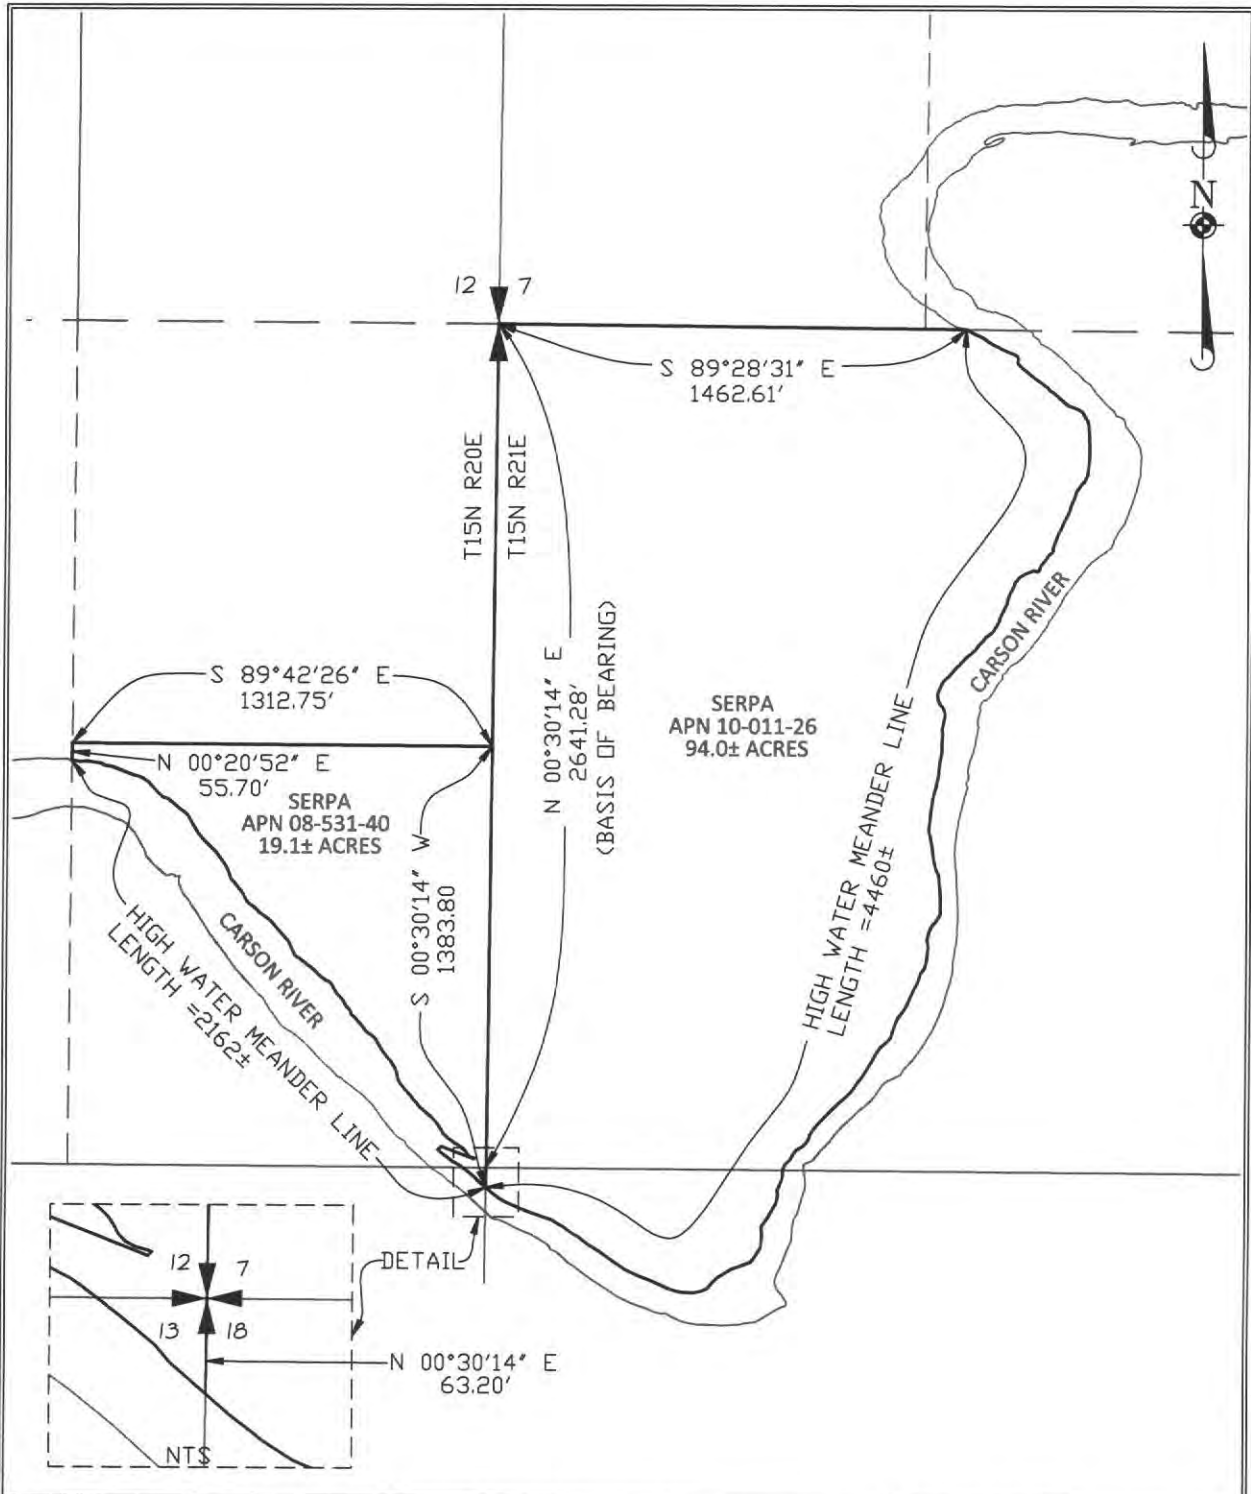 N
12 7
S 89°28'31" E
1462.61'
T15N R20E
T15N R21E
N 00°30'14" E
2641.28'
(BASIS OF BEARING)
S 89°42'26" E
1312.75'
N 00°20'52" E
55.70'
SERPA
APN 08-531-40
19.1± ACRES
S 00°30'14" W
1383.80
SERPA
APN 10-011-26
94.0± ACRES
CARSON RIVER
HIGH WATER MEANDER LINE
LENGTH =4460±
CARSON RIVER
HIGH WATER MEANDER LINE
LENGTH =2162±
DETAIL
12 7
13 18
N 00°30'14" E
63.20'
NTS